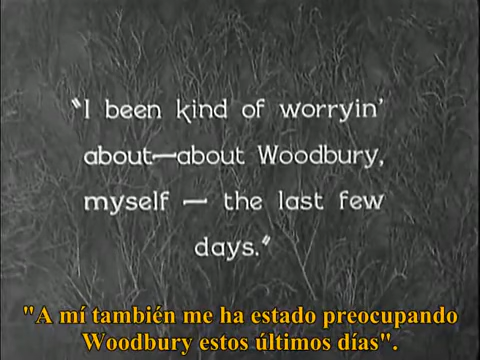 "I been kind of worryin'
about—about Woodbury,
myself — the last few
days."
"A mí también me ha estado preocupando
Woodbury estos últimos días".